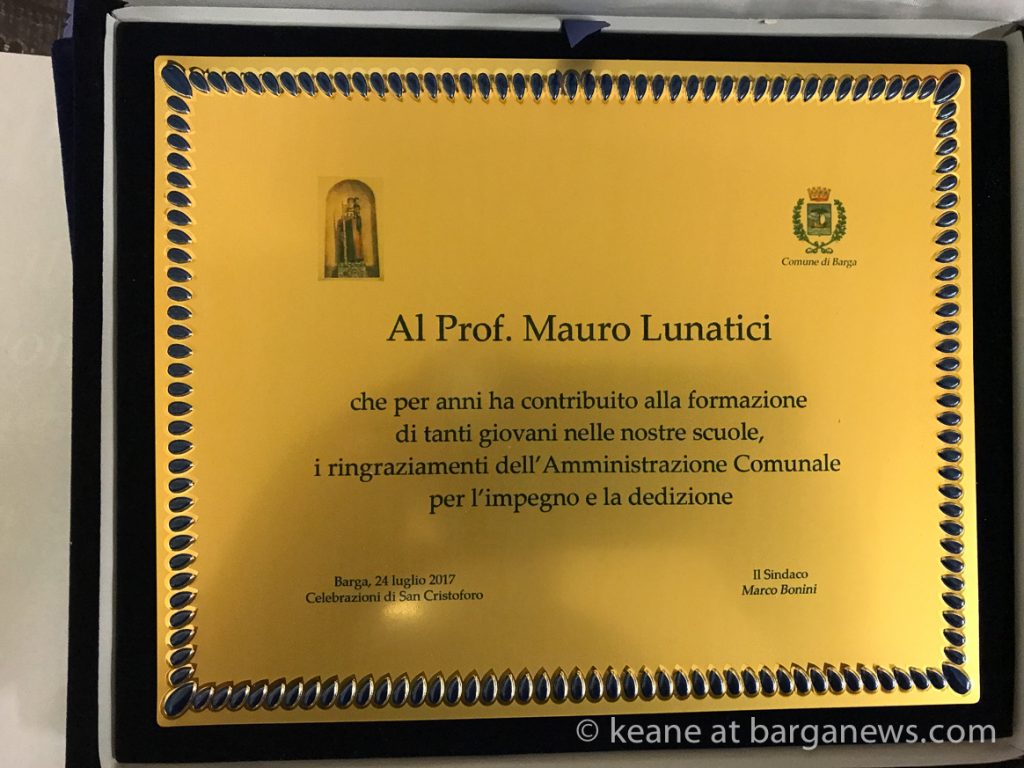 Comune di Barga
Al Prof. Mauro Lunatici
che per anni ha contribuito alla formazione
di tanti giovani nelle nostre scuole,
i ringraziamenti dell'Amministrazione Comunale
per l'impegno e la dedizione
Barga, 24 luglio 2017
Celebrazioni di San Cristoforo
Il Sindaco
Marco Bonini
© keane at barganews.com